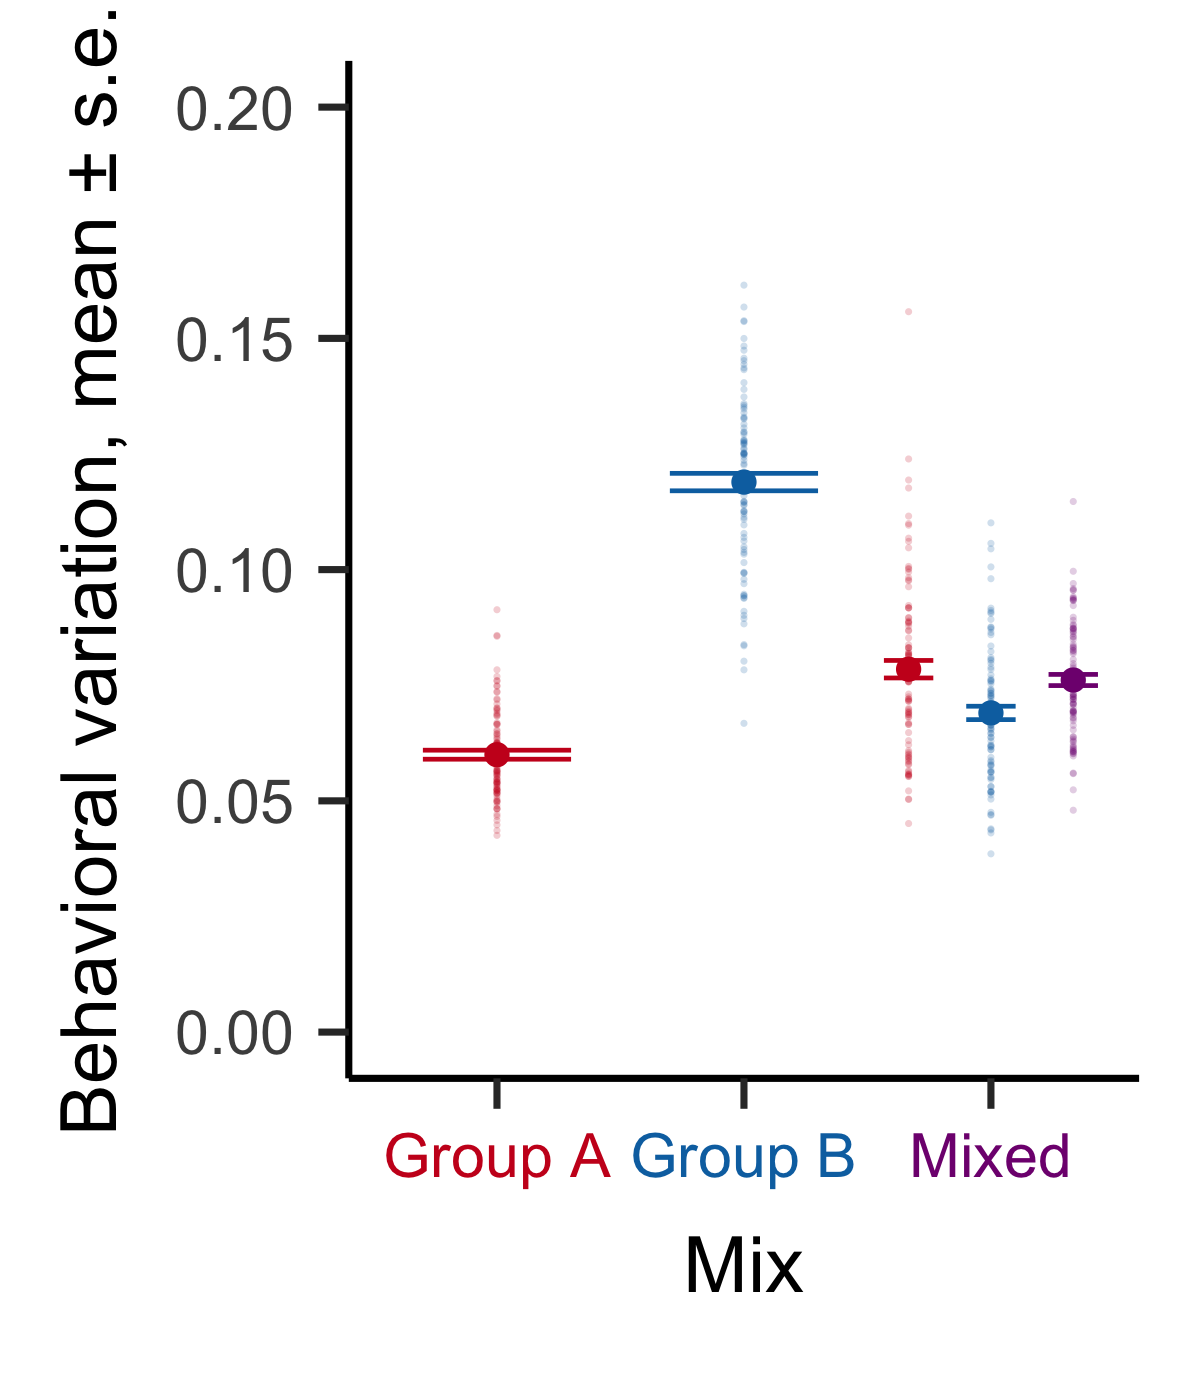 Behavioral variation, mean ± s.e.
0.20
0.15
0.10
0.05
0.00
Group A
Group B
Mixed
Mix